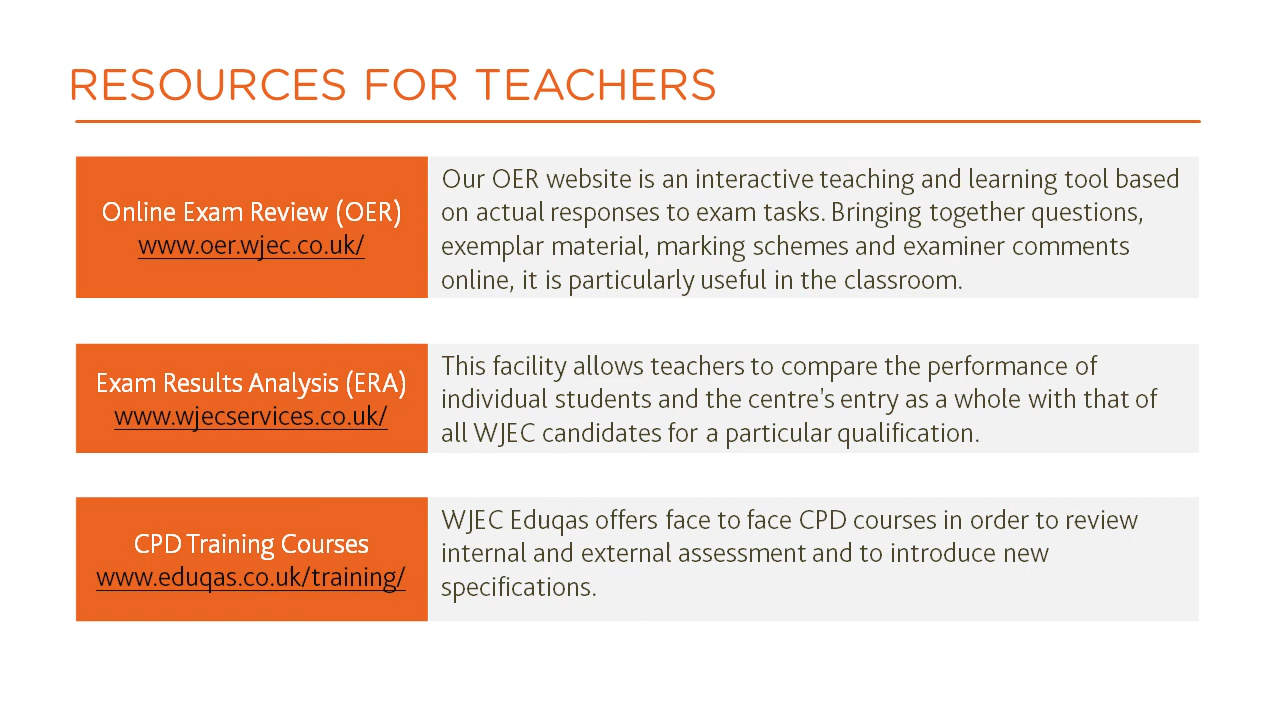 RESOURCES FOR TEACHERS
Online Exam Review (OER)
www.oer.wjec.co.uk/
Our OER website is an interactive teaching and learning tool based
on actual responses to exam tasks. Bringing together questions,
exemplar material, marking schemes and examiner comments
online, it is particularly useful in the classroom.
Exam Results Analysis (ERA)
www.wjecservices.co.uk/
This facility allows teachers to compare the performance of
individual students and the centre's entry as a whole with that of
all WJEC candidates for a particular qualification.
CPD Training Courses
www.eduqas.co.uk/training/
WJEC Eduqas offers face to face CPD courses in order to review
internal and external assessment and to introduce new
specifications.